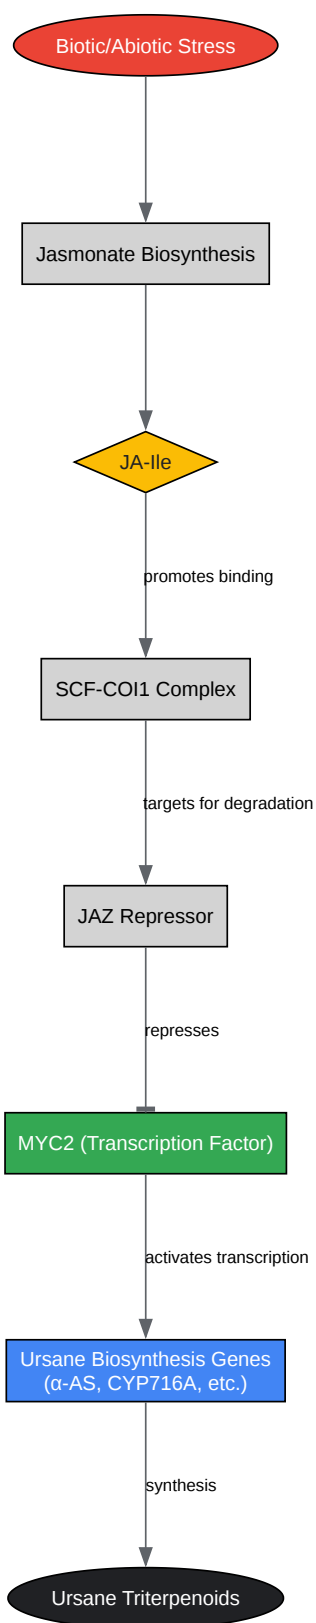 Biotic/Abiotic Stress
Jasmonate Biosynthesis
JA-Ile
promotes binding
SCF-COI1 Complex
targets for degradation
JAZ Repressor
represses
MYC2 (Transcription Factor)
activates transcription
Ursane Biosynthesis Genes
(α-AS, CYP716A, etc.)
synthesis
Ursane Triterpenoids